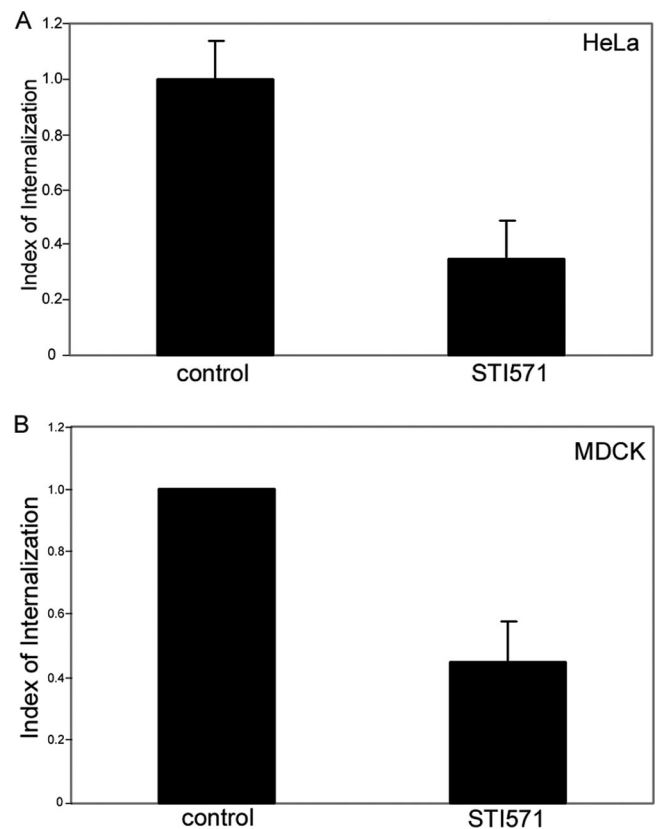 A
HeLa
Index of Internalization
1.2
1.0
0.8
0.6
0.4
0.2
0
control STI571
B
MDCK
Index of Internalization
1.2
1.0
0.8
0.6
0.4
0.2
0
control STI571